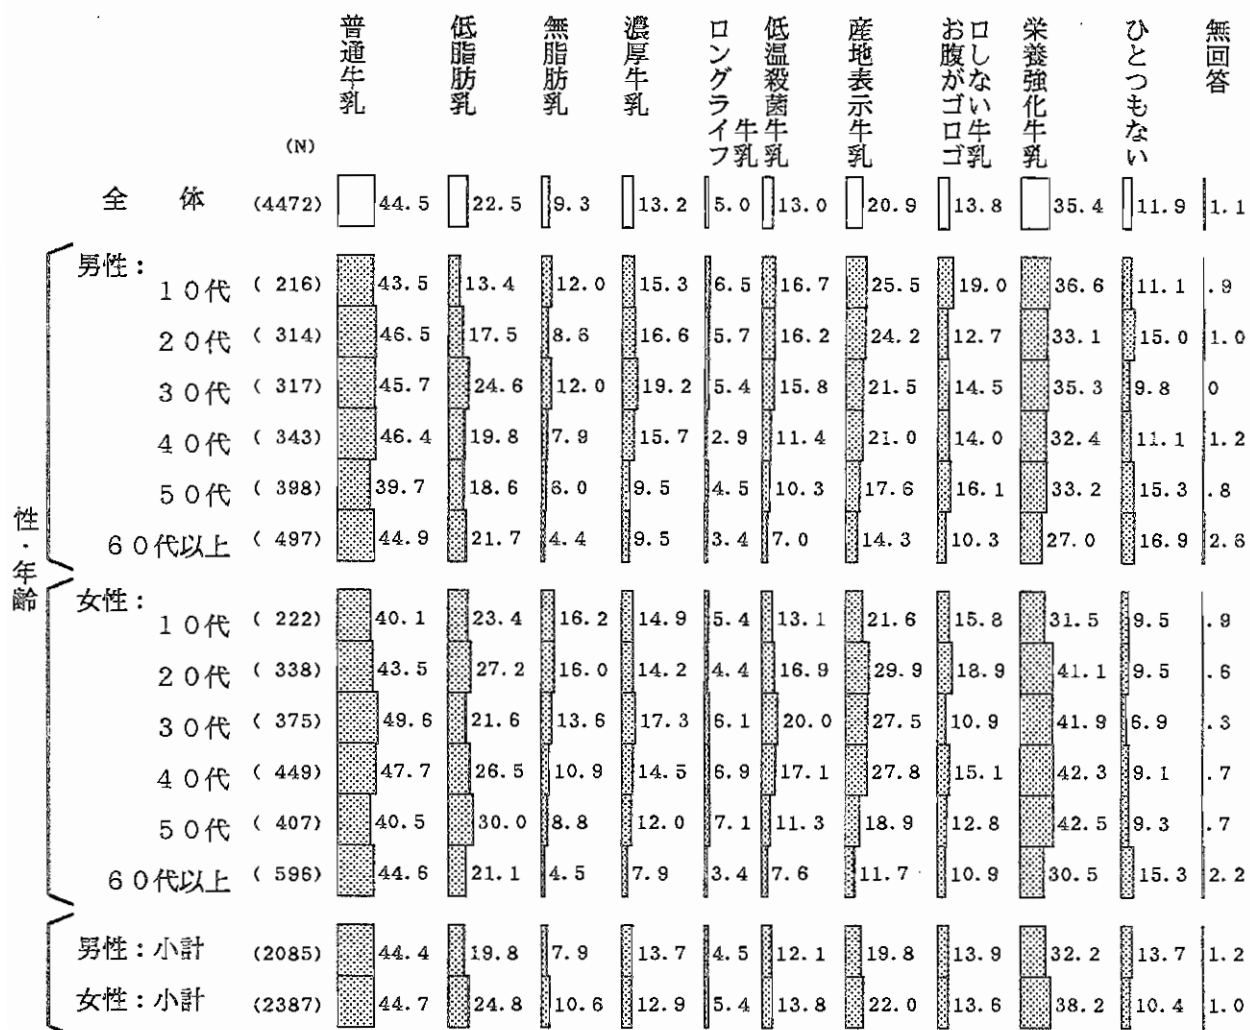 普通牛乳 低脂肪乳 無脂肪乳 濃厚牛乳 ロングライフ牛乳 低温殺菌牛乳 産地表示牛乳 お腹がゴロゴロしない牛乳 栄養強化牛乳 ひとつもない 無回答
(N)
全 体 (4472) 44.5 22.5 9.3 13.2 5.0 13.0 20.9 13.8 35.4 11.9 1.1
性・年齢
男性:
10代 ( 216) 43.5 13.4 12.0 15.3 6.5 16.7 25.5 19.0 36.6 11.1 .9
20代 ( 314) 46.5 17.5 8.6 16.6 5.7 16.2 24.2 12.7 33.1 15.0 1.0
30代 ( 317) 45.7 24.6 12.0 19.2 5.4 15.8 21.5 14.5 35.3 9.8 0
40代 ( 343) 46.4 19.8 7.9 15.7 2.9 11.4 21.0 14.0 32.4 11.1 1.2
50代 ( 398) 39.7 18.6 6.0 9.5 4.5 10.3 17.6 16.1 33.2 15.3 .8
60代以上 ( 497) 44.9 21.7 4.4 9.5 3.4 7.0 14.3 10.3 27.0 16.9 2.6
女性:
10代 ( 222) 40.1 23.4 16.2 14.9 5.4 13.1 21.6 15.8 31.5 9.5 .9
20代 ( 338) 43.5 27.2 16.0 14.2 4.4 16.9 29.9 18.9 41.1 9.5 .6
30代 ( 375) 49.6 21.6 13.6 17.3 6.1 20.0 27.5 10.9 41.9 6.9 .3
40代 ( 449) 47.7 26.5 10.9 14.5 6.9 17.1 27.8 15.1 42.3 9.1 .7
50代 ( 407) 40.5 30.0 8.8 12.0 7.1 11.3 18.9 12.8 42.5 9.3 .7
60代以上 ( 596) 44.6 21.1 4.5 7.9 3.4 7.6 11.7 10.9 30.5 15.3 2.2
男性:小計 (2085) 44.4 19.8 7.9 13.7 4.5 12.1 19.8 13.9 32.2 13.7 1.2
女性:小計 (2387) 44.7 24.8 10.6 12.9 5.4 13.8 22.0 13.6 38.2 10.4 1.0